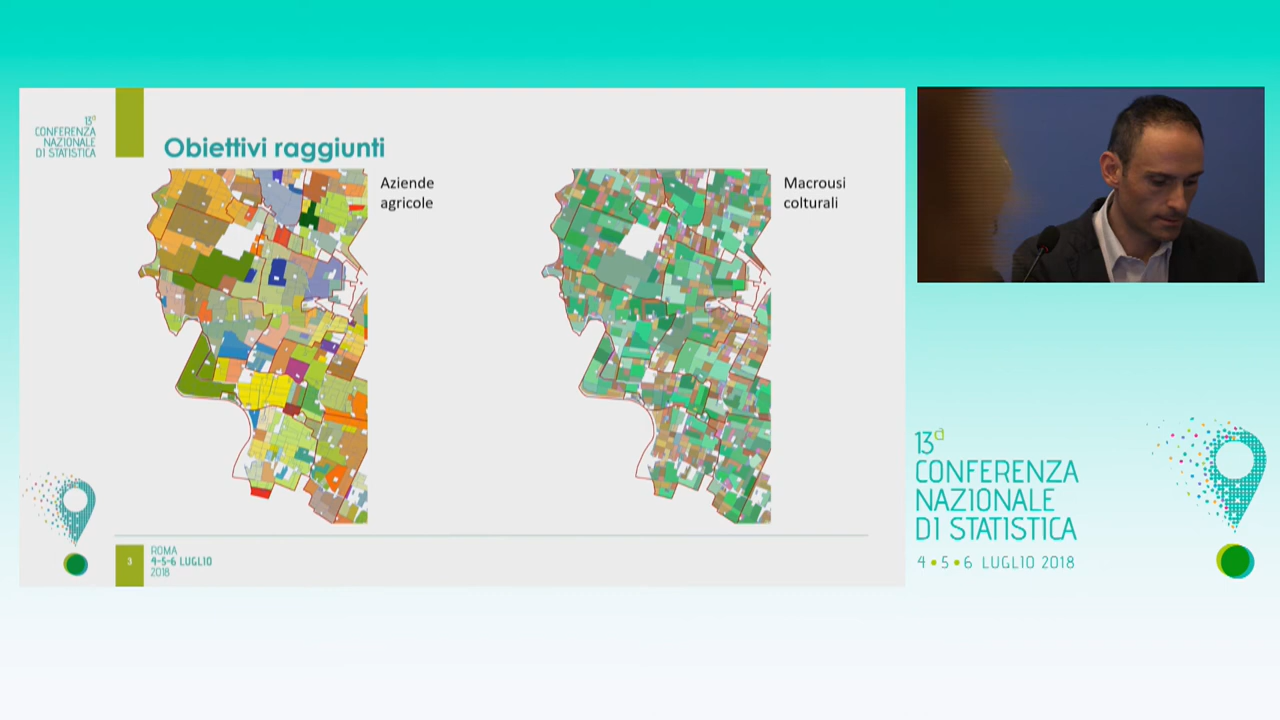 13a
CONFERENZA
NAZIONALE
DI STATISTICA
Obiettivi raggiunti
Aziende
agricole
Macrousi
colturali
3
ROMA
4-5-6 LUGLIO
2018
13a
CONFERENZA
NAZIONALE
DI STATISTICA
4 • 5 • 6 LUGLIO 2018